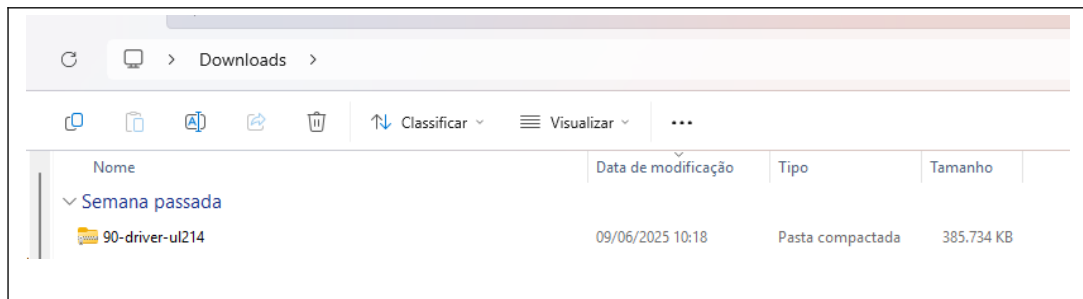 Downloads
Classificar Visualizar
Nome Data de modificação Tipo Tamanho
Semana passada
90-driver-ul214 09/06/2025 10:18 Pasta compactada 385.734 KB